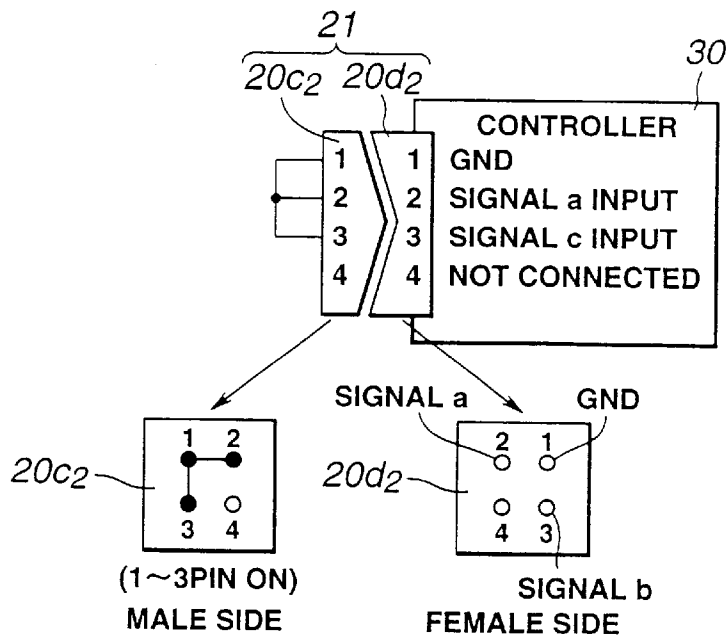 21
20c2 20d2
30
CONTROLLER
1 1 GND
2 2 SIGNAL a INPUT
3 3 SIGNAL c INPUT
4 4 NOT CONNECTED
SIGNAL a GND
1 2
20c2
3 4
2 1
20d2
4 3
(1~3PIN ON)
SIGNAL b
MALE SIDE
FEMALE SIDE